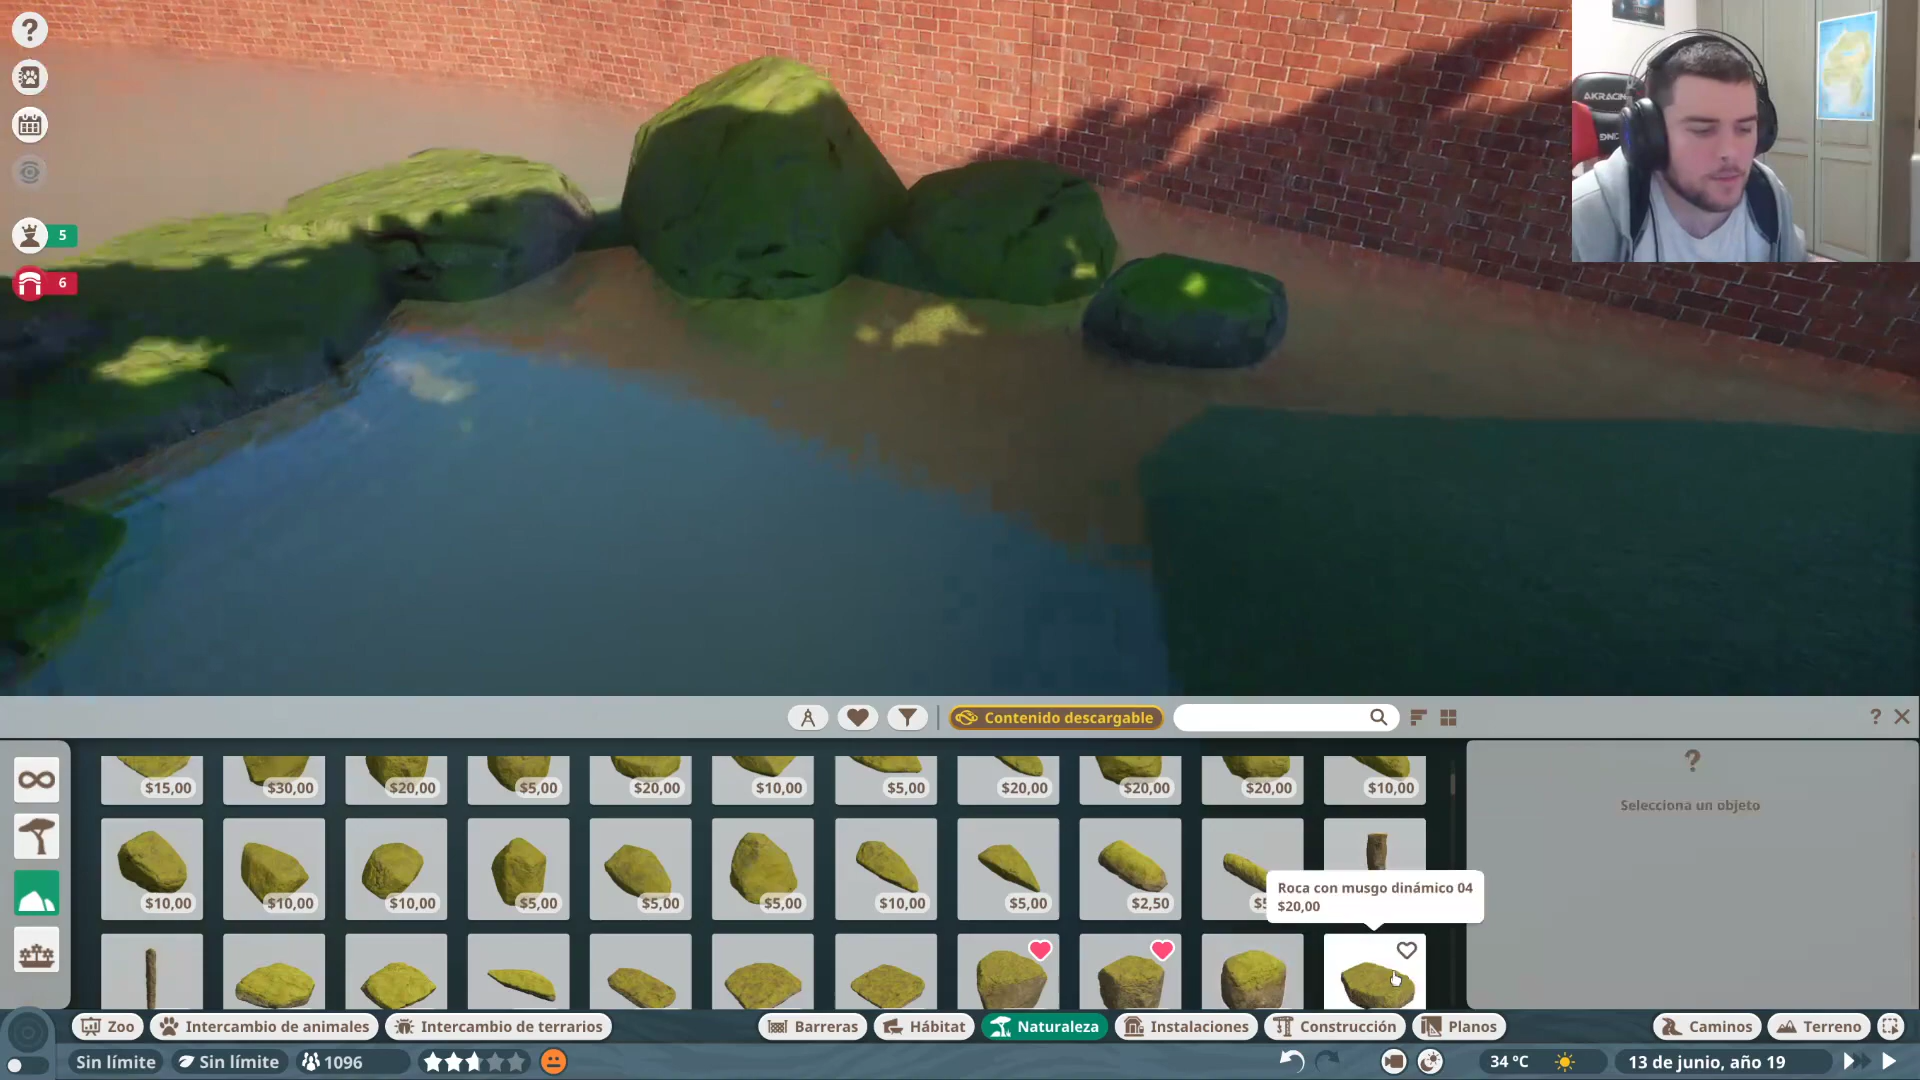 ?
5
6
AKRACIN
Contenido descargable
?
$15,00 $30,00 $20,00 $5,00 $20,00 $10,00 $5,00 $20,00 $20,00 $20,00 $10,00
?
Selecciona un objeto
$10,00 $10,00 $10,00 $5,00 $5,00 $5,00 $10,00 $5,00 $2,50
Roca con musgo dinámico 04
$20,00
Zoo Intercambio de animales Intercambio de terrarios Barreras Hábitat Naturaleza Instalaciones Construcción Planos Caminos Terreno
Sin límite Sin límite 1096 34 °C 13 de junio, año 19